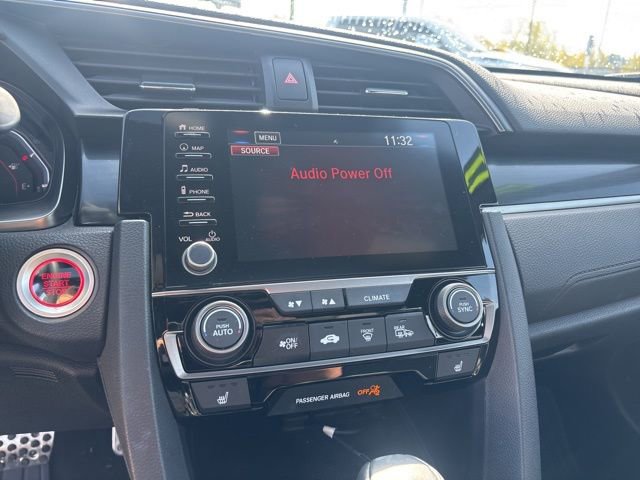 HOME
MENU
11:32
MAP
SOURCE
AUDIO
Audio Power Off
PHONE
BACK
VOL
AUDIO
ENGINE
START
STOP
CLIMATE
PUSH
AUTO
PUSH
SYNC
ON/
OFF
FRONT
REAR
PASSENGER AIRBAG OFF